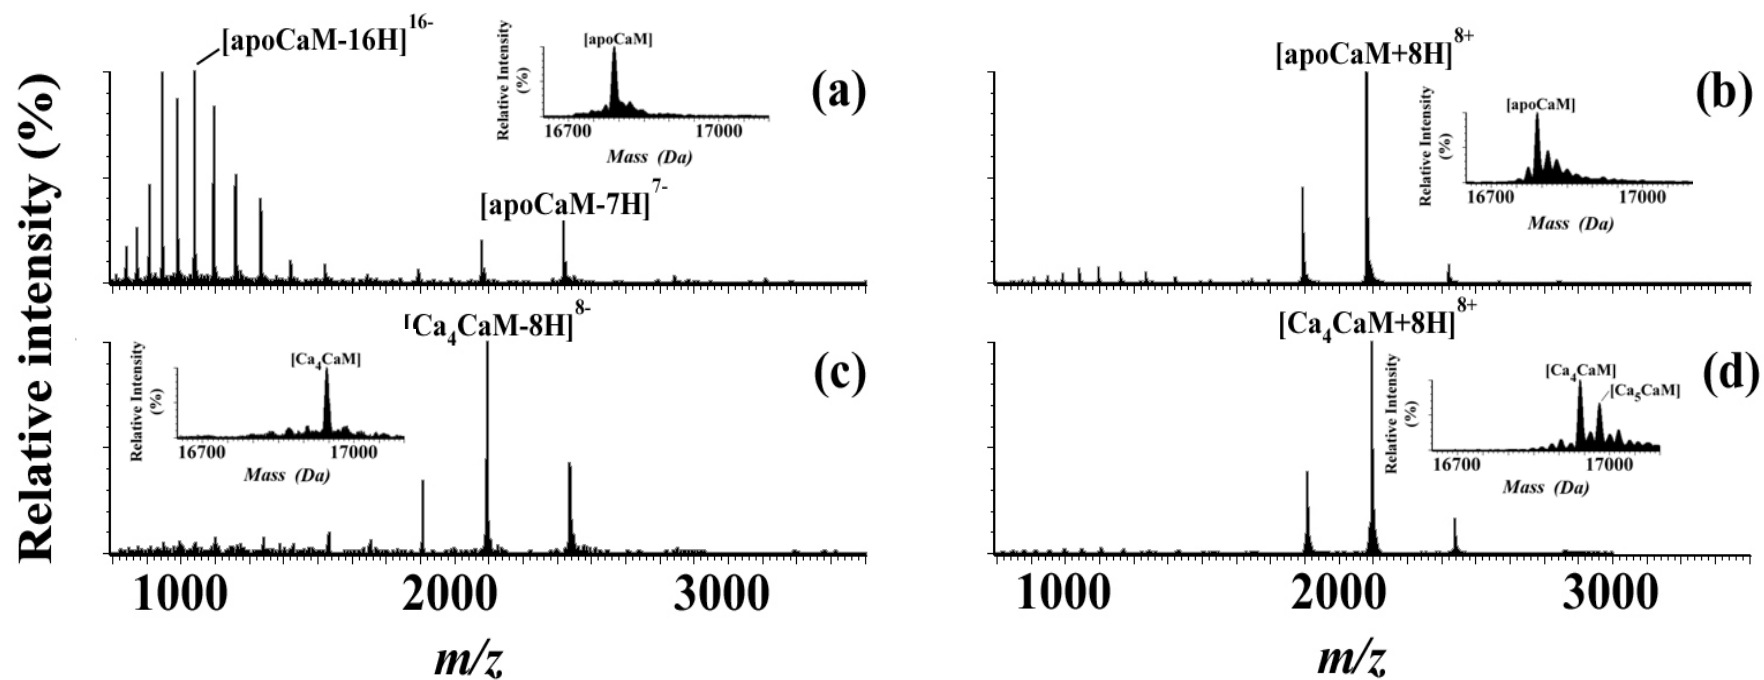 Relative intensity (%)
[apoCaM-16H]16-
[apoCaM-7H]7-
(a)
Relative Intensity
(%)
[apoCaM]
16700 17000
Mass (Da)
[apoCaM+8H]8+
(b)
Relative Intensity
(%)
[apoCaM]
16700 17000
Mass (Da)
[Ca4CaM-8H]8-
(c)
Relative Intensity
(%)
[Ca4CaM]
16700 17000
Mass (Da)
1000 2000 3000
m/z
[Ca4CaM+8H]8+
(d)
Relative Intensity
(%)
[Ca4CaM]
[Ca5CaM]
16700 17000
Mass (Da)
1000 2000 3000
m/z